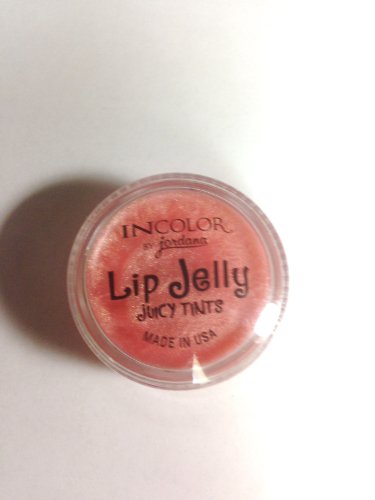 INCOLOR
BY jordana
Lip Jelly
JUICY TINTS
MADE IN USA